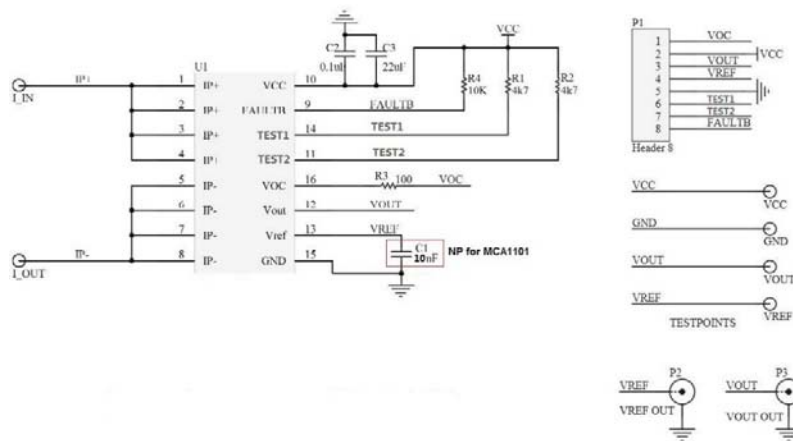 U1
I_IN
IP+
1 IP+ VCC 10
2 IP+ FAULTB 9 FAULTB
3 IP+ TEST1 14 TEST1
4 IP+ TEST2 11 TEST2
5 IP- VOC 16 R3 100 VOC
6 IP- Vout 12 VOUT
7 IP- Vref 13 VREF
8 IP- GND 15
IP-
I_OUT
C2
0.1uF
C3
22uF
VCC
R4
10K
R1
4k7
R2
4k7
C1
10nF
NP for MCA1101
P1
1 VOC
2 VCC
3 VOUT
4 VREF
5
6 TEST1
7 TEST2
8 FAULTB
Header 8
VCC
VCC
GND
GND
VOUT
VOUT
VREF
VREF
TESTPOINTS
P2
VREF
VREF OUT
P3
VOUT
VOUT OUT